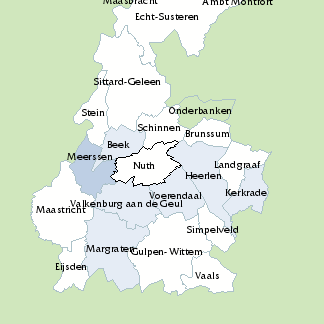 Maasbracht
Ambt Montfort
Echt-Susteren
Sittard-Geleen
Stein
Onderbanken
Schinnen
Brunssum
Beek
Meerssen
Nuth
Landgraaf
Heerlen
Kerkrade
Voerendaal
Valkenburg aan de Geul
Maastricht
Simpelveld
Margraten
Gulpen- Wittem
Eijsden
Vaals